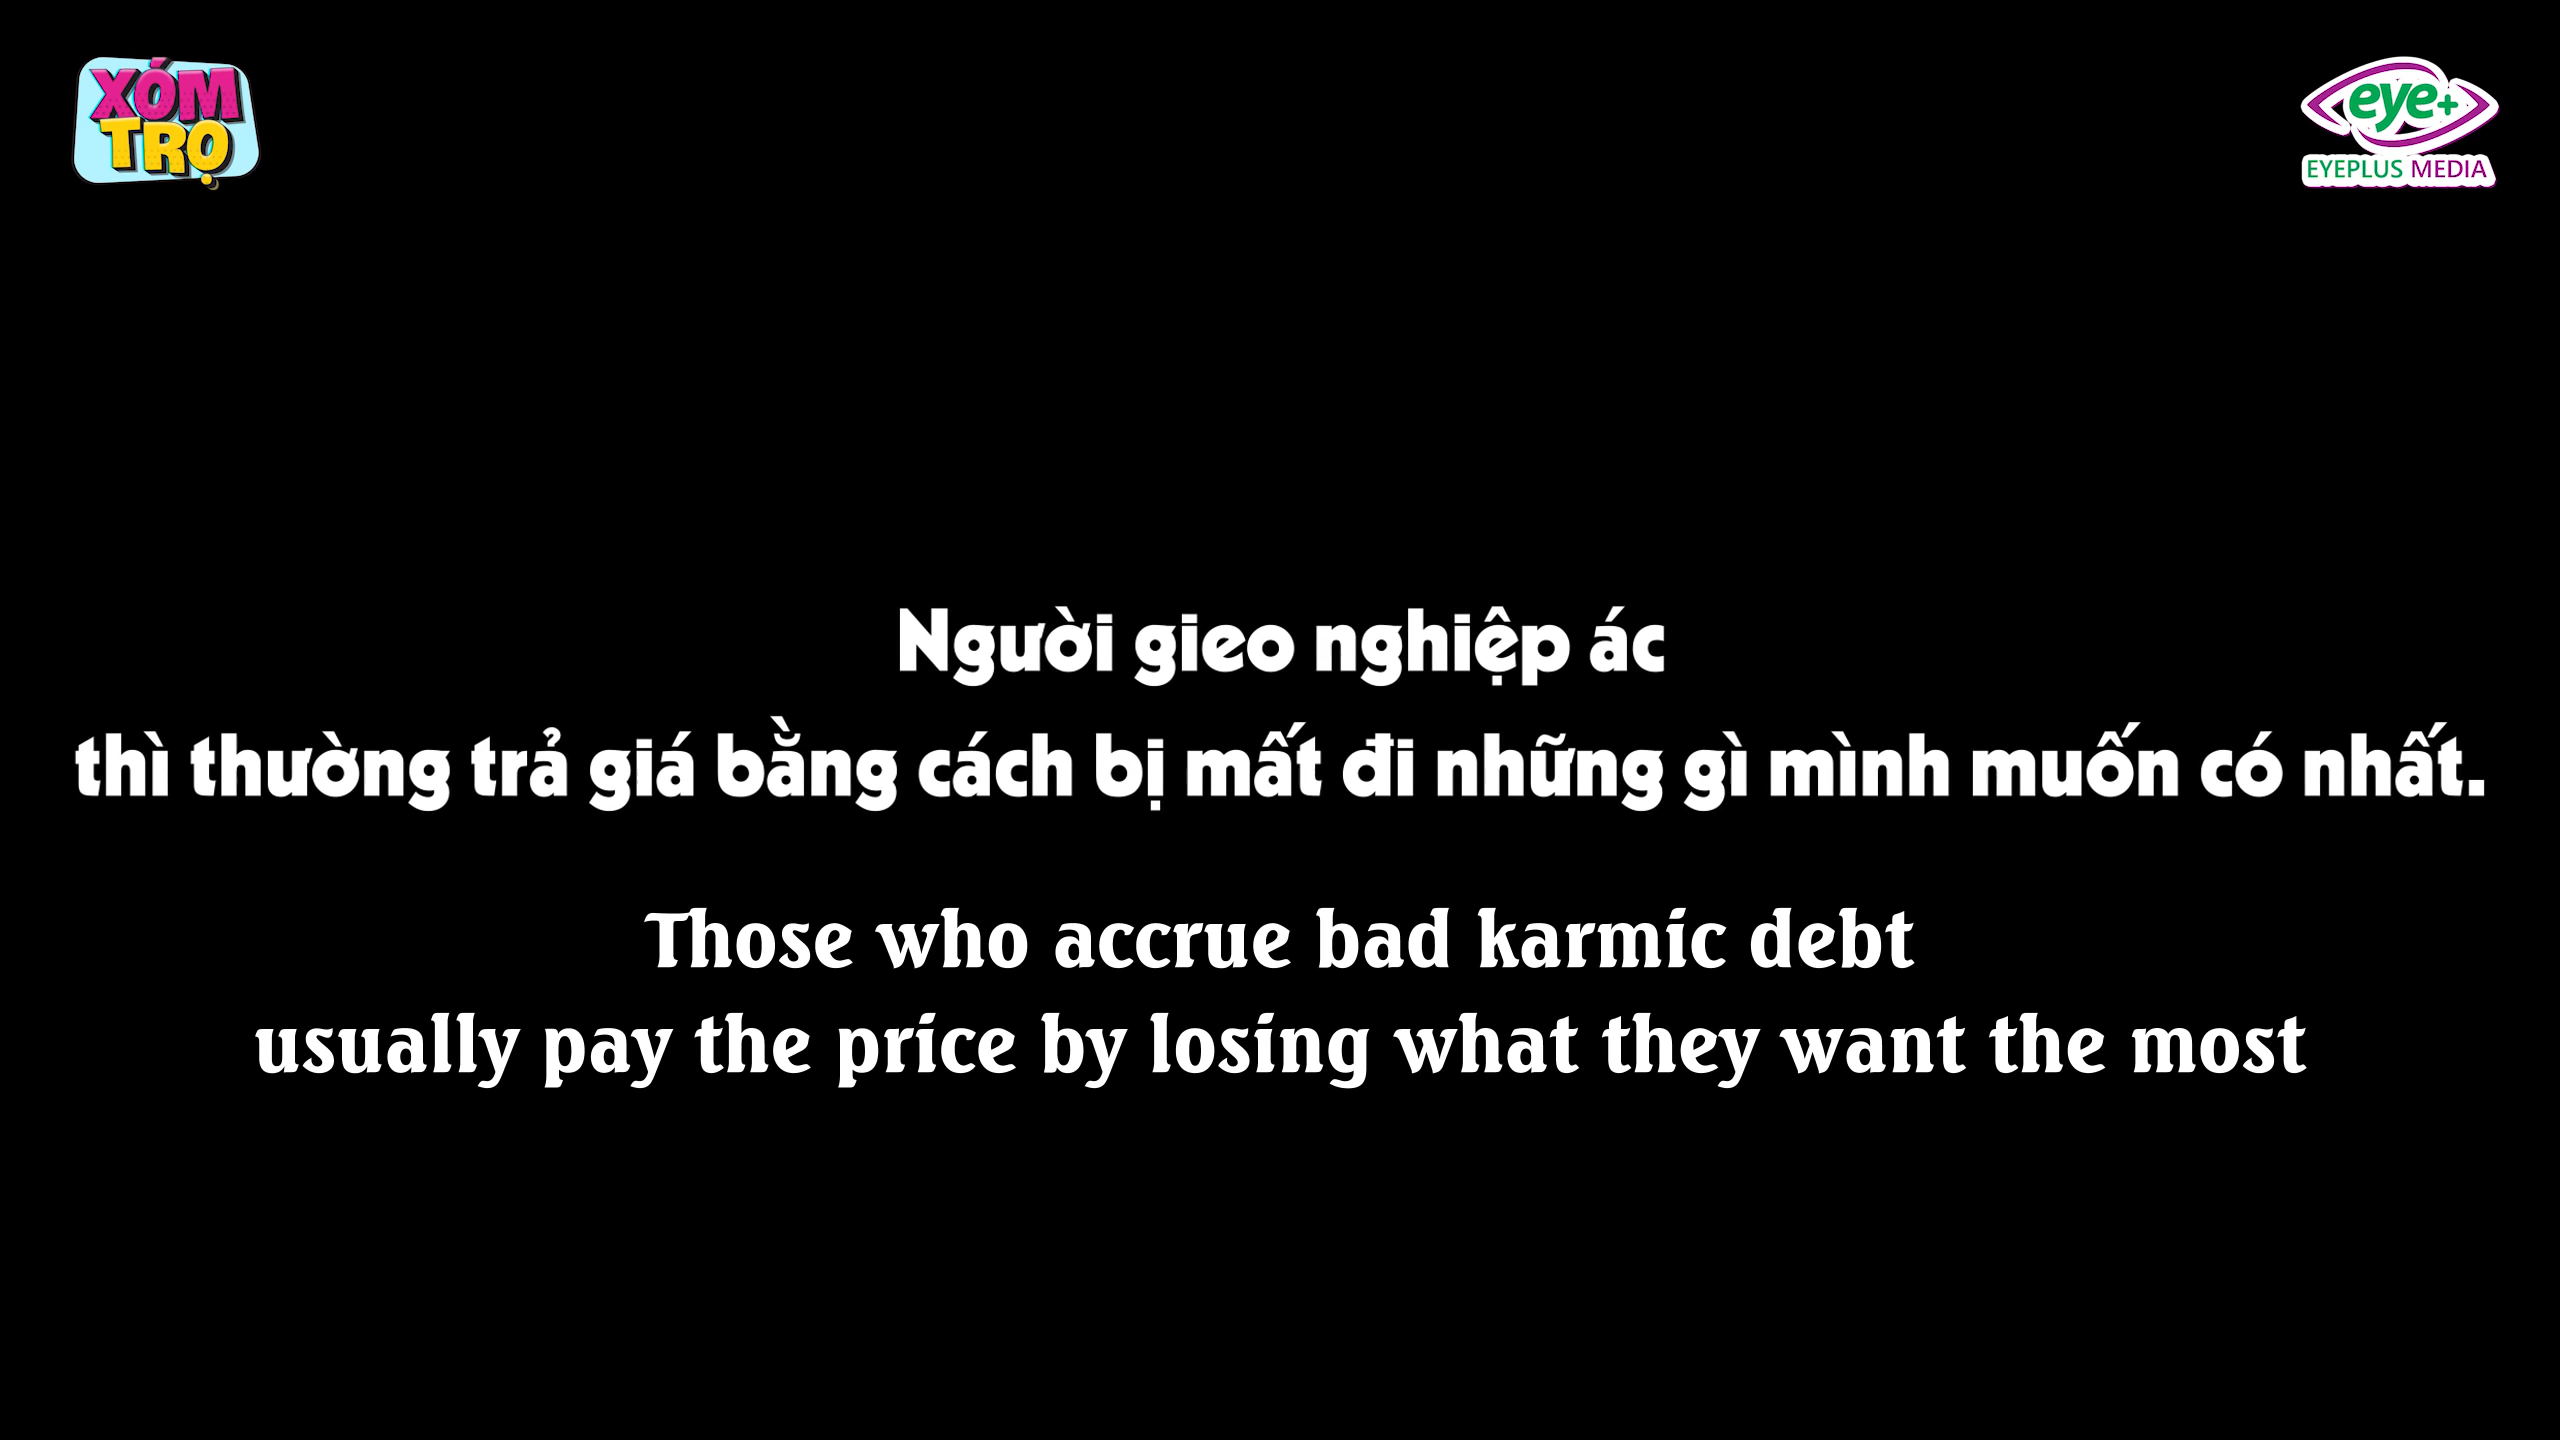 XÓM
TRỌ
eye+
EYEPLUS MEDIA
Người gieo nghiệp ác
thì thường trả giá bằng cách bị mất đi những gì mình muốn có nhất.
Those who accrue bad karmic debt
usually pay the price by losing what they want the most